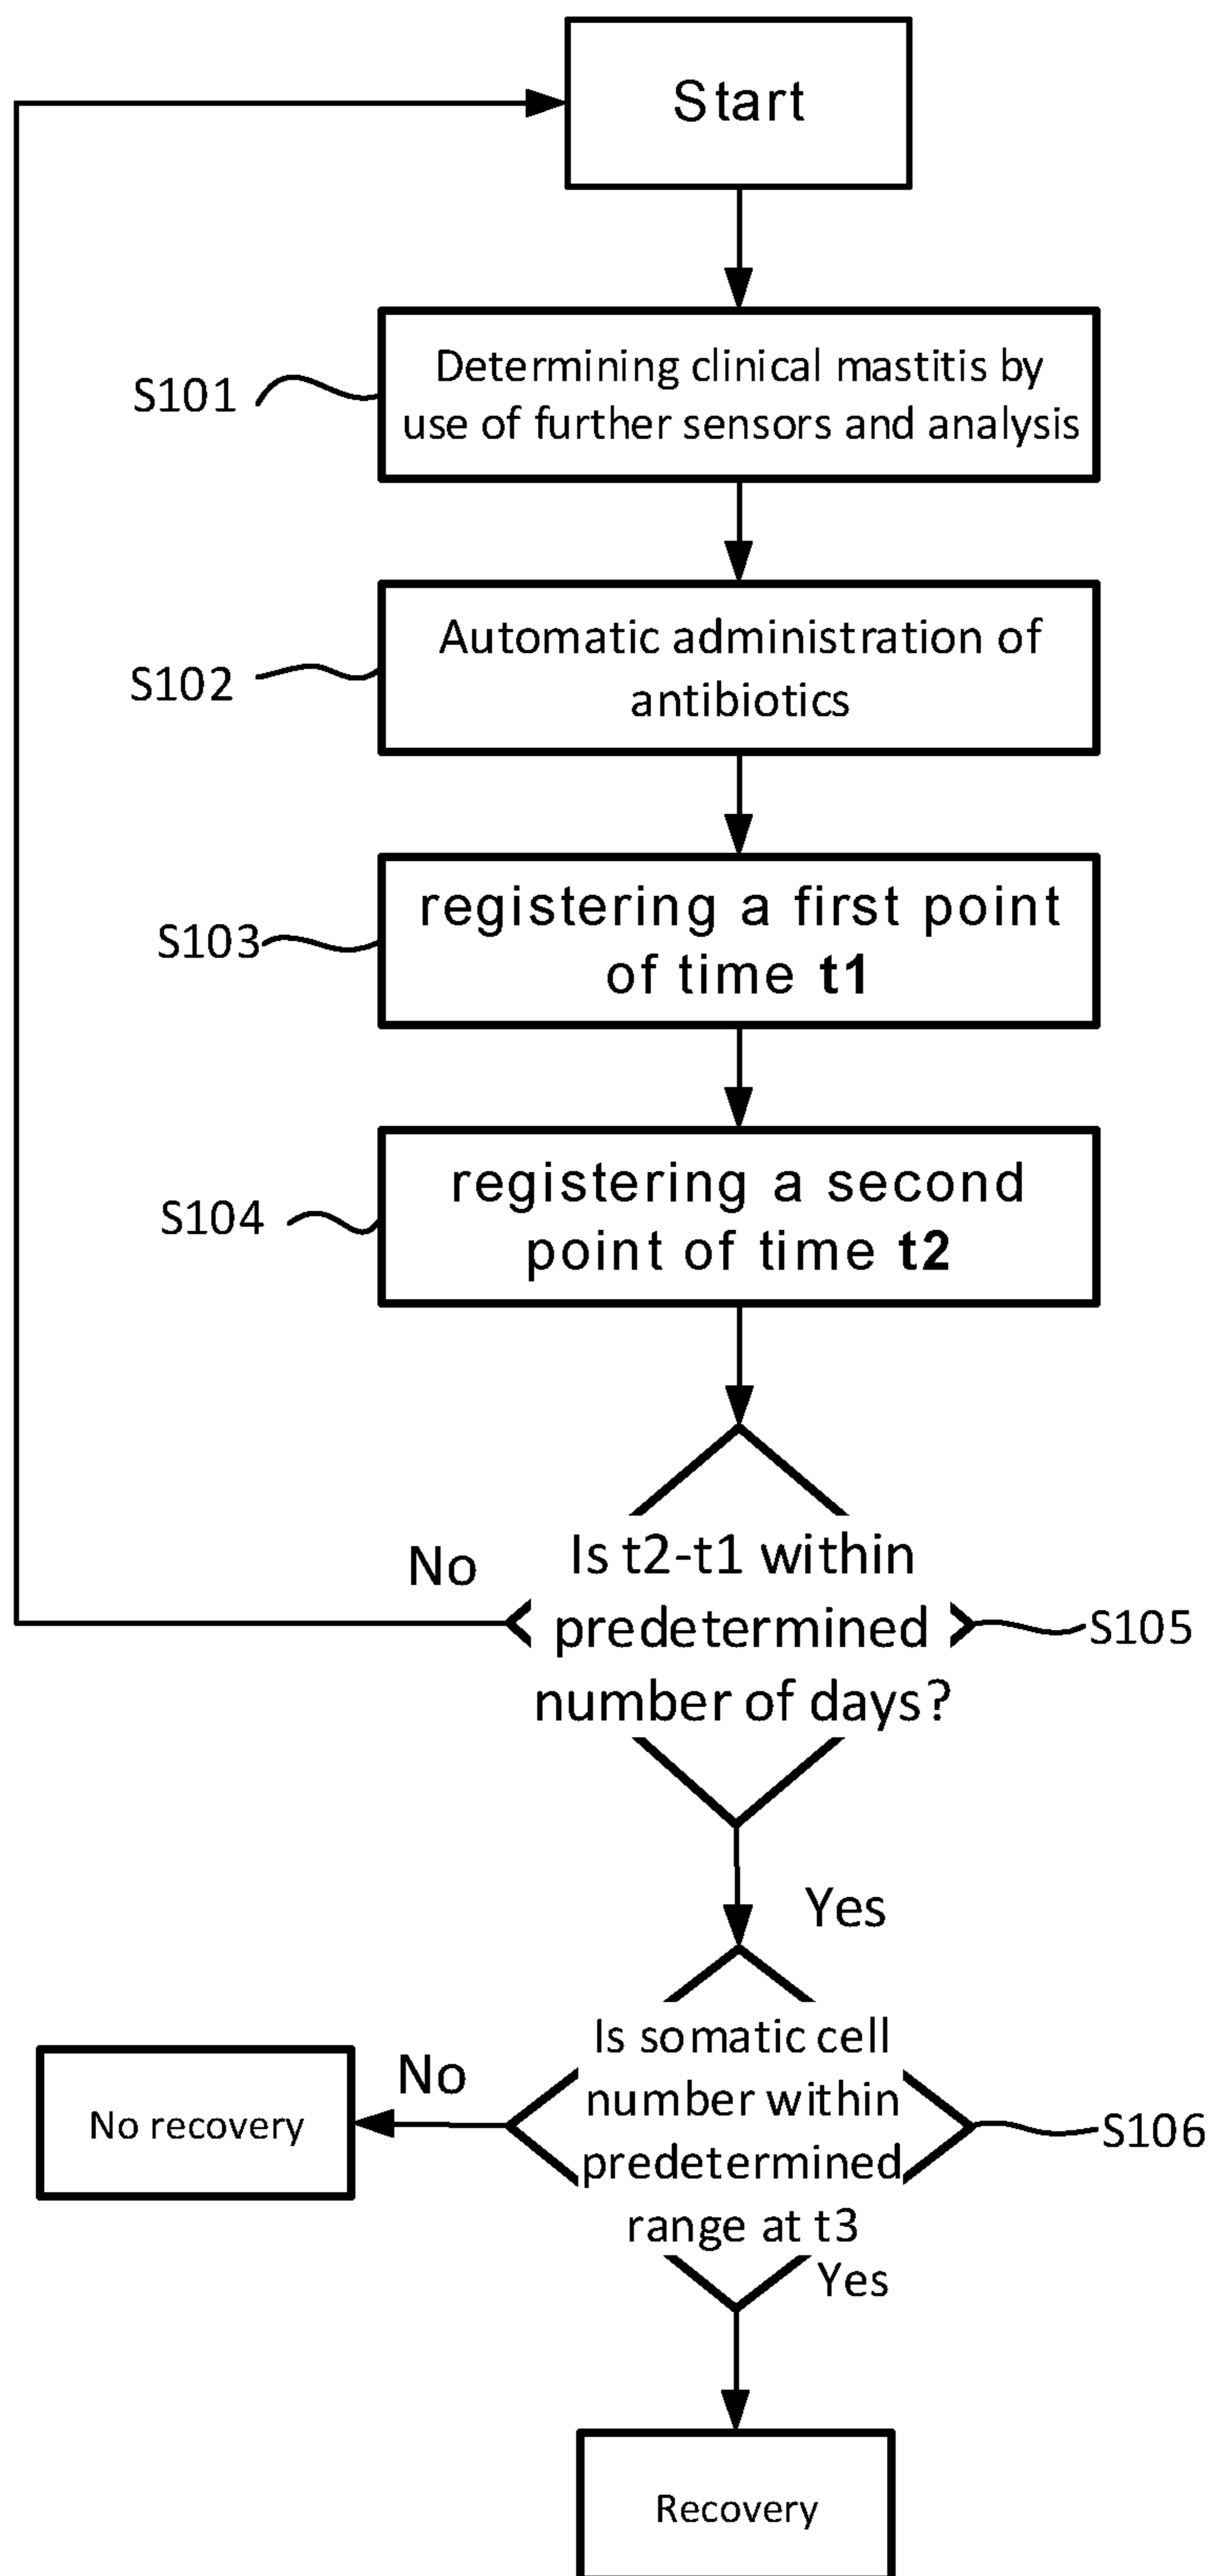 Start
S101
Determining clinical mastitis by
use of further sensors and analysis
S102
Automatic administration of
antibiotics
S103
registering a first point
of time t1
S104
registering a second
point of time t2
No
Is t2-t1 within
predetermined
number of days?
S105
Yes
No recovery
No
Is somatic cell
number within
predetermined
range at t3
S106
Yes
Recovery